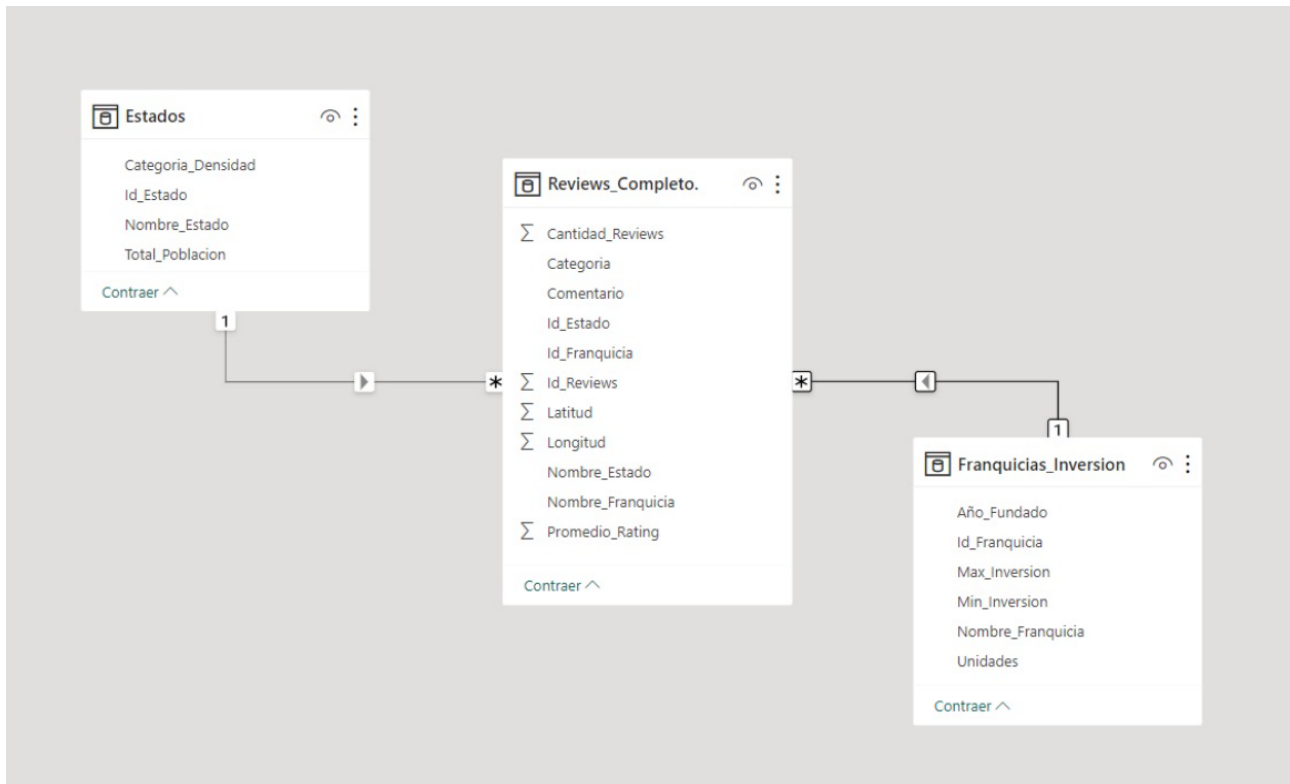 Estados
Categoria_Densidad
Id_Estado
Nombre_Estado
Total_Poblacion
Contraer
1
*
Reviews_Completo.
Σ Cantidad_Reviews
Categoria
Comentario
Id_Estado
Id_Franquicia
Σ Id_Reviews
Σ Latitud
Σ Longitud
Nombre_Estado
Nombre_Franquicia
Σ Promedio_Rating
Contraer
*
1
Franquicias_Inversion
Año_Fundado
Id_Franquicia
Max_Inversion
Min_Inversion
Nombre_Franquicia
Unidades
Contraer